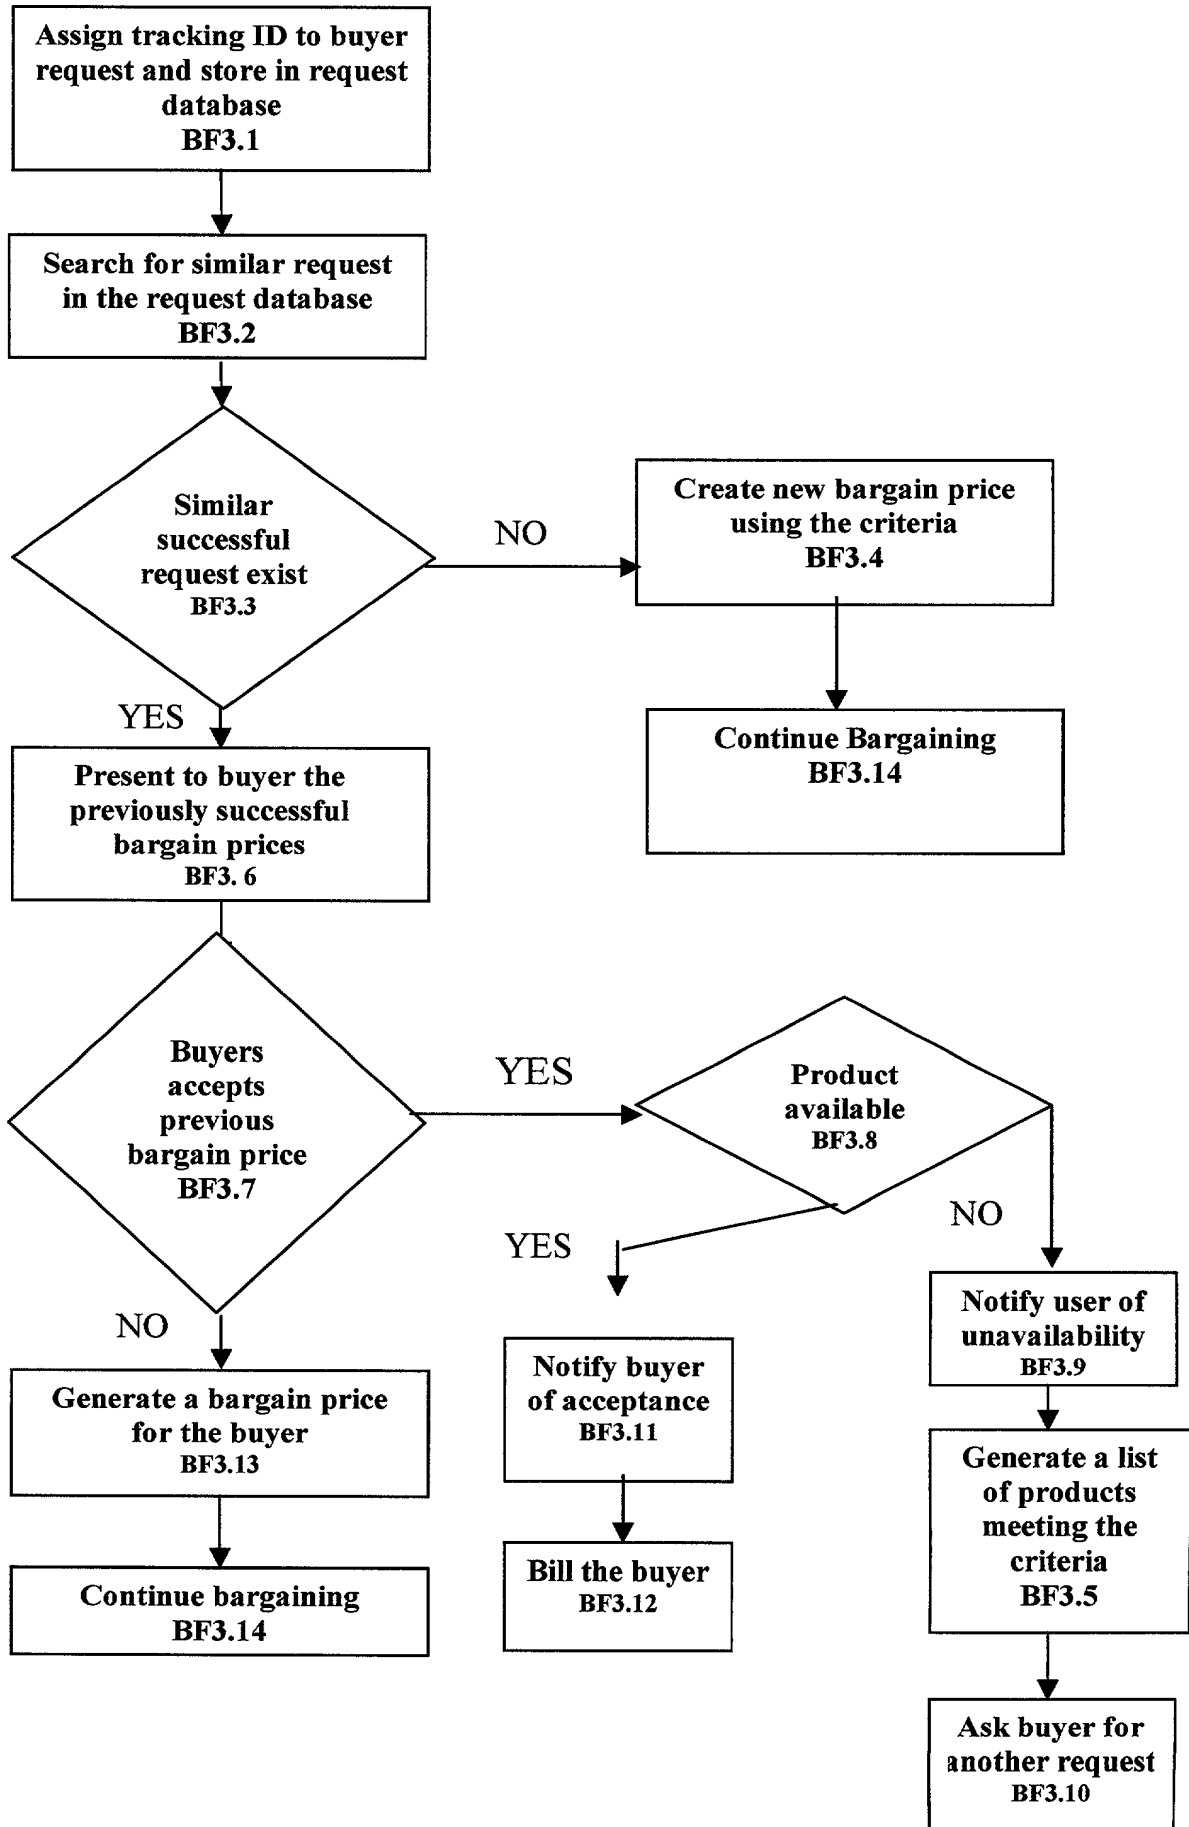 Assign tracking ID to buyer
request and store in request
database
BF3.1
Search for similar request
in the request database
BF3.2
Similar
successful
request exist
BF3.3
NO
Create new bargain price
using the criteria
BF3.4
Continue Bargaining
BF3.14
YES
Present to buyer the
previously successful
bargain prices
BF3. 6
Buyers
accepts
previous
bargain price
BF3.7
YES
Product
available
BF3.8
YES
NO
NO
Generate a bargain price
for the buyer
BF3.13
Continue bargaining
BF3.14
Notify buyer
of acceptance
BF3.11
Bill the buyer
BF3.12
Notify user of
unavailability
BF3.9
Generate a list
of products
meeting the
criteria
BF3.5
Ask buyer for
another request
BF3.10